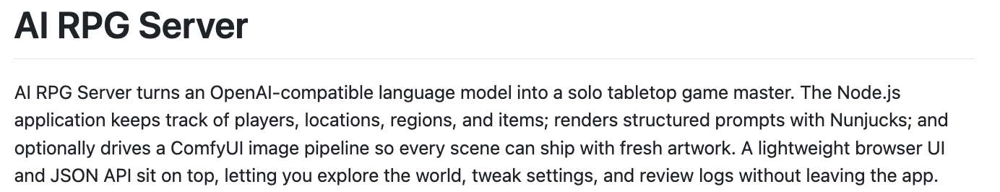 AI RPG Server
AI RPG Server turns an OpenAI-compatible language model into a solo tabletop game master. The Node.js
application keeps track of players, locations, regions, and items; renders structured prompts with Nunjucks; and
optionally drives a ComfyUI image pipeline so every scene can ship with fresh artwork. A lightweight browser UI
and JSON API sit on top, letting you explore the world, tweak settings, and review logs without leaving the app.